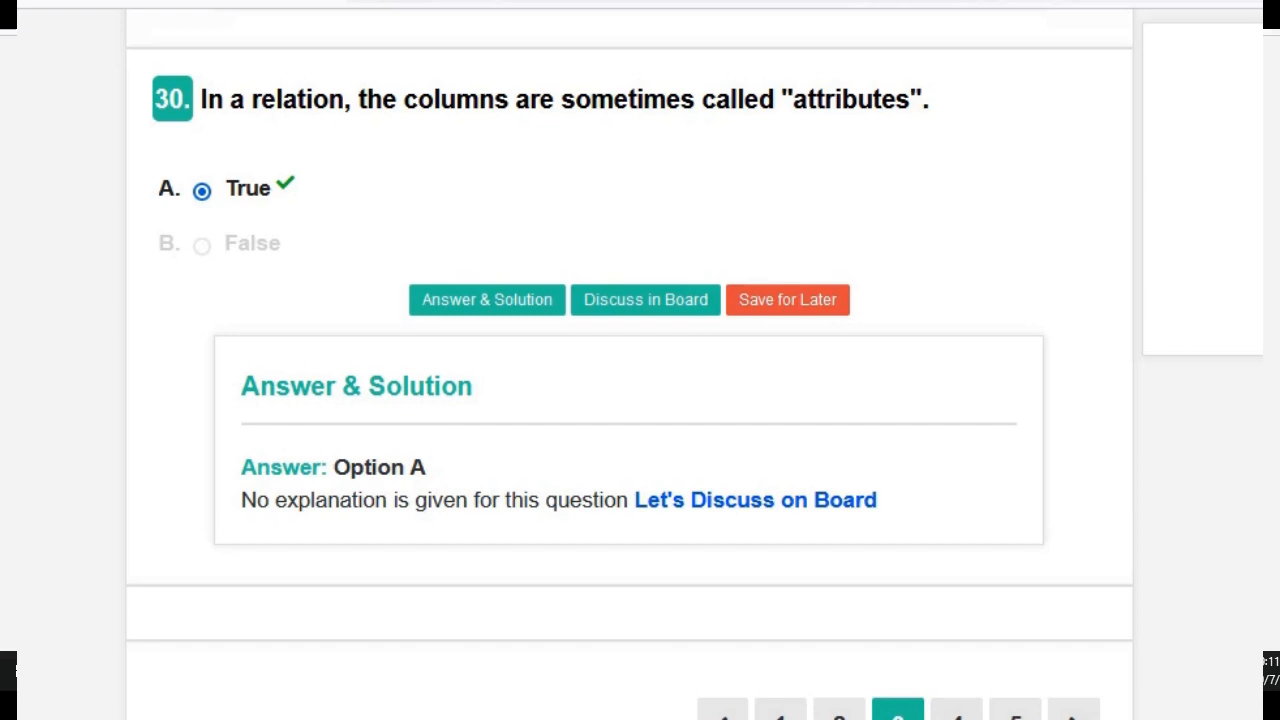 30. In a relation, the columns are sometimes called "attributes".
A. True
B. False
Answer & Solution Discuss in Board Save for Later
Answer & Solution
Answer: Option A
No explanation is given for this question Let's Discuss on Board